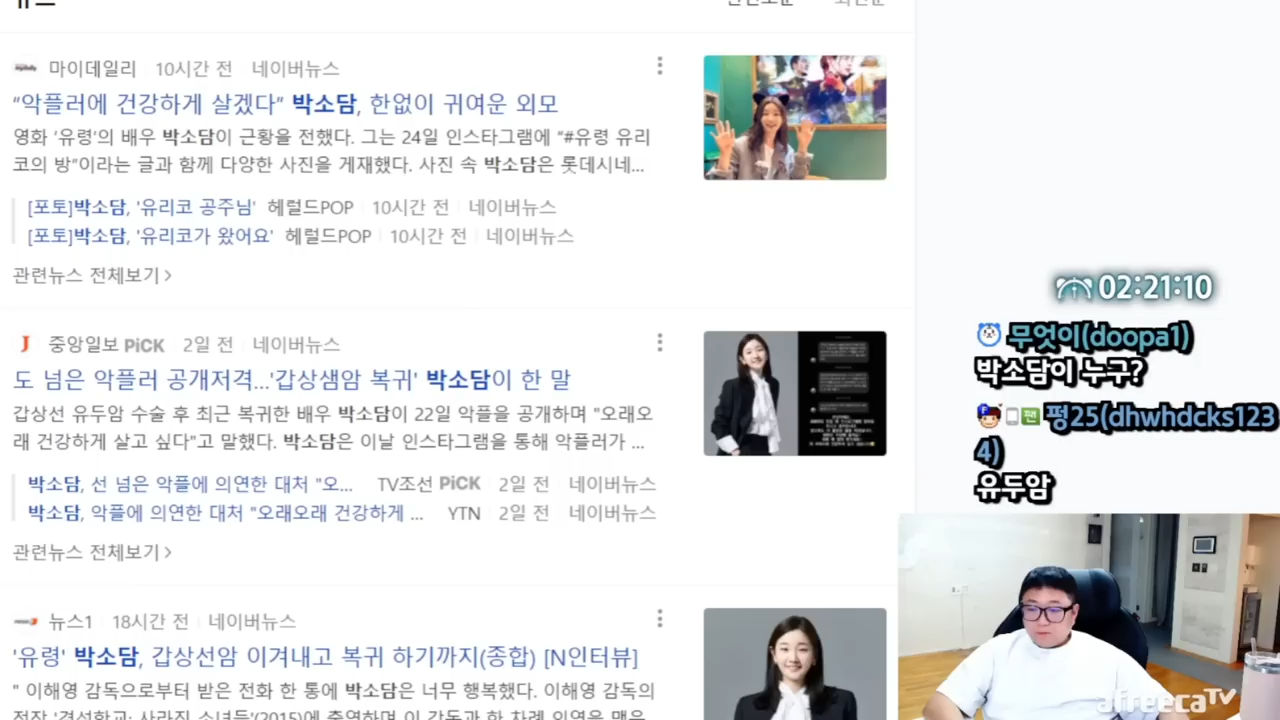 마이데일리 10시간 전 네이버뉴스
“악플러에 건강하게 살겠다” 박소담, 한없이 귀여운 외모
영화 ‘유령’의 배우 박소담이 근황을 전했다. 그는 24일 인스타그램에 “#유령 유리
코의 방”이라는 글과 함께 다양한 사진을 게재했다. 사진 속 박소담은 롯데시네...
[포토]박소담, '유리코 공주님' 헤럴드POP 10시간 전 네이버뉴스
[포토]박소담, '유리코가 왔어요' 헤럴드POP 10시간 전 네이버뉴스
관련뉴스 전체보기 >
J 중앙일보 PiCK 2일 전 네이버뉴스
도 넘은 악플러 공개저격...'갑상샘암 복귀' 박소담이 한 말
갑상선 유두암 수술 후 최근 복귀한 배우 박소담이 22일 악플을 공개하며 "오래오
래 건강하게 살고 싶다"고 말했다. 박소담은 이날 인스타그램을 통해 악플러가 ...
박소담, 선 넘은 악플에 의연한 대처 "오... TV조선 PiCK 2일 전 네이버뉴스
박소담, 악플에 의연한 대처 "오래오래 건강하게 ... YTN 2일 전 네이버뉴스
관련뉴스 전체보기 >
뉴스1 18시간 전 네이버뉴스
'유령' 박소담, 갑상선암 이겨내고 복귀 하기까지(종합) [N인터뷰]
" 이해영 감독으로부터 받은 전화 한 통에 박소담은 너무 행복했다. 이해영 감독의
02:21:10
무엇이(doopa1)
박소담이 누구?
팬 평25(dhwhdcks123
4)
유두암
afreecaTV